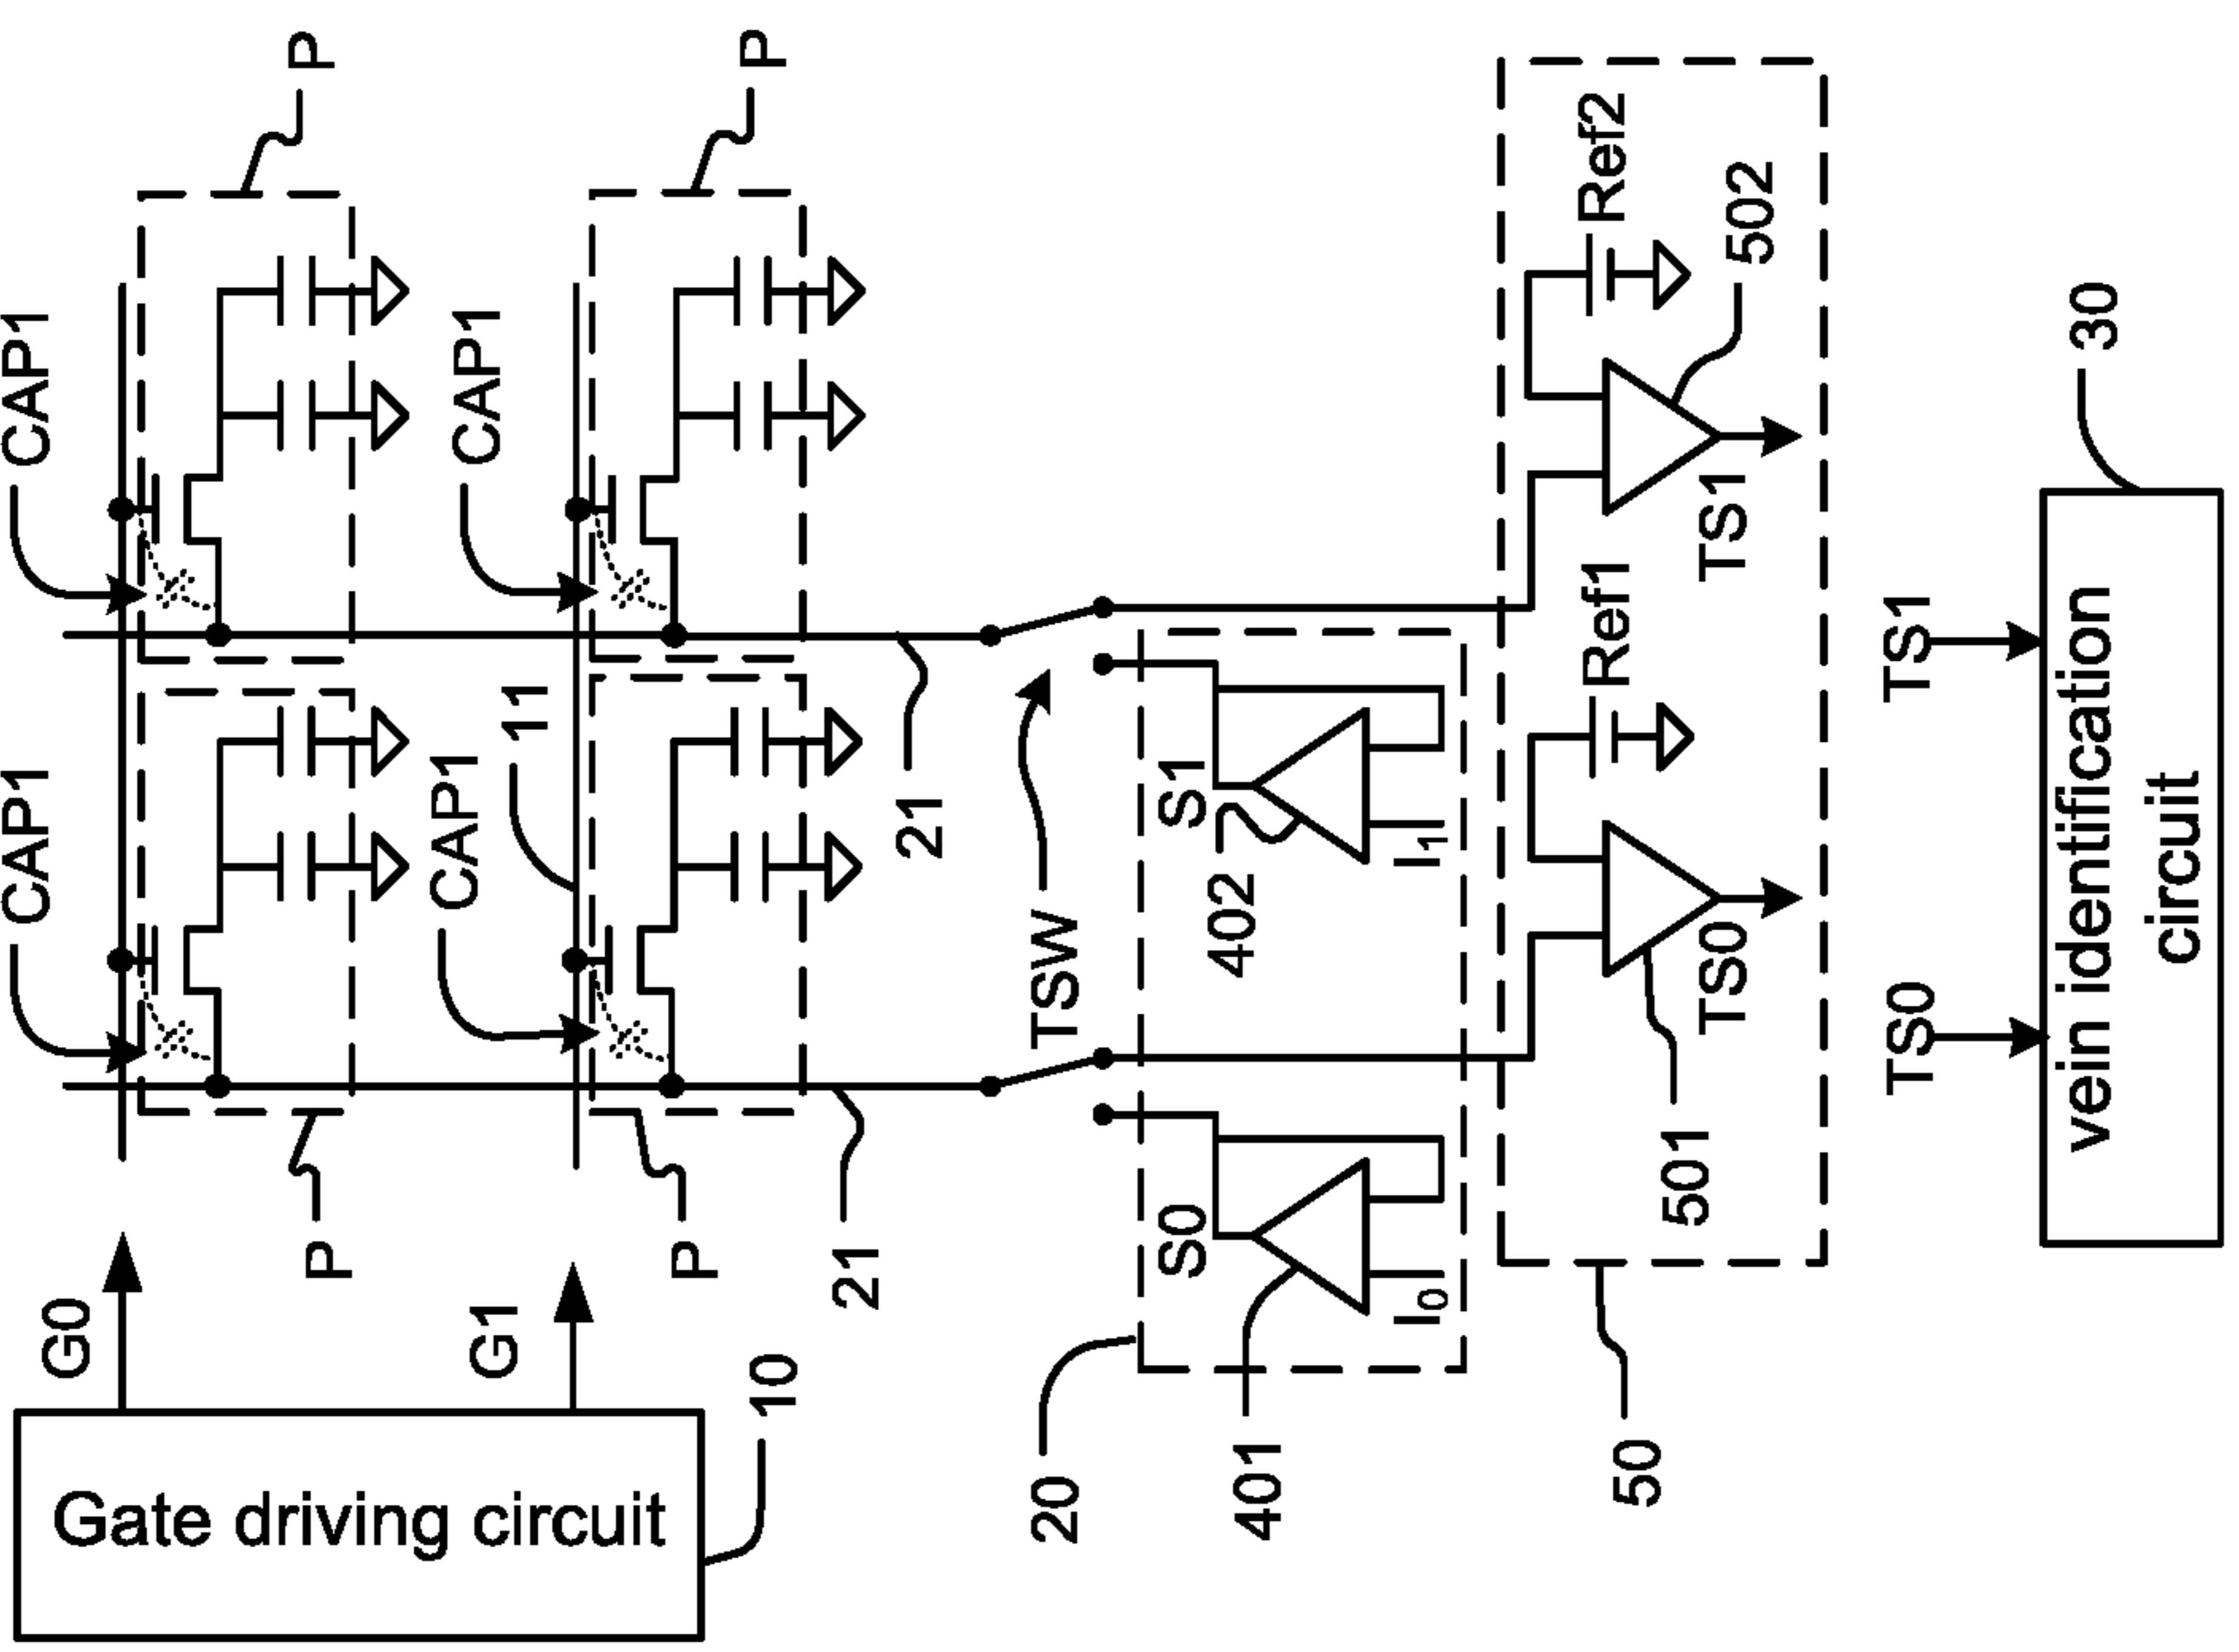 P
P
CAP1
CAP1
CAP1
CAP1
11
G0
G1
Gate driving circuit
10
P
P
21
21
TSW
20
S0
S1
401
402
I0
I1
50
Ref1
Ref2
501
502
TS0
TS1
TS0
TS1
30
vein identification
circuit